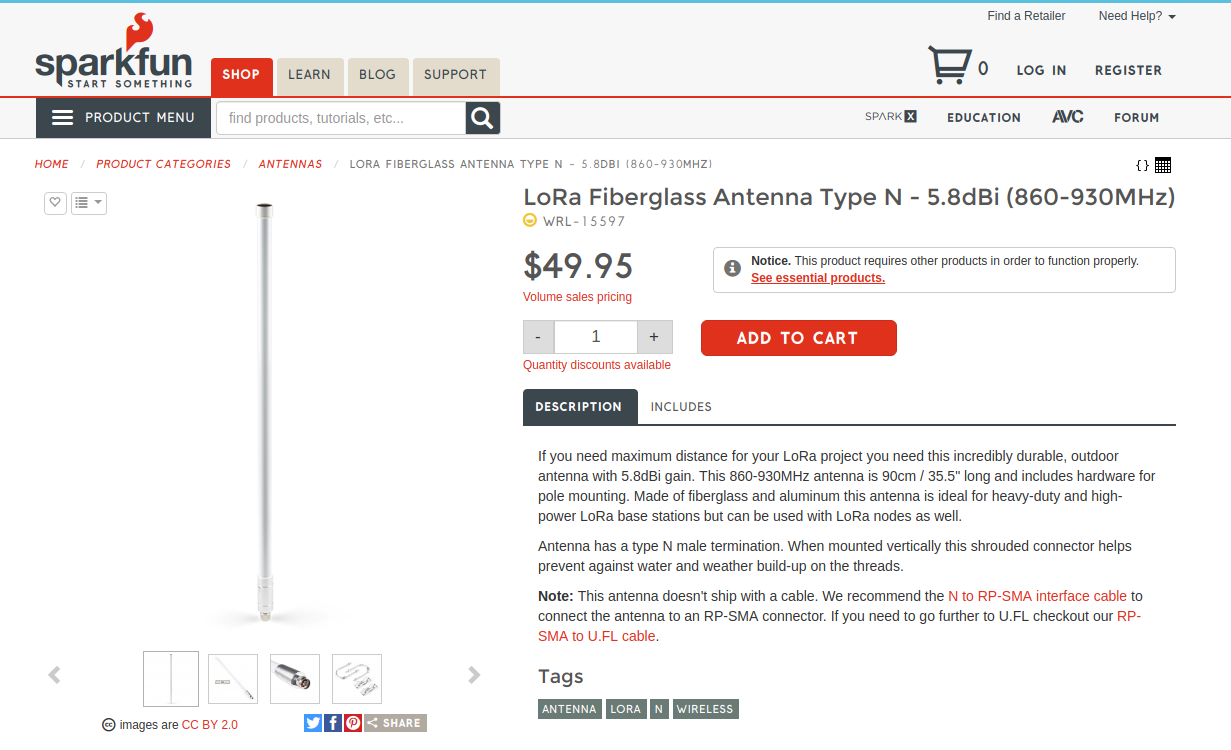 Find a Retailer Need Help?
sparkfun
START SOMETHING
SHOP LEARN BLOG SUPPORT
0 LOG IN REGISTER
PRODUCT MENU find products, tutorials, etc... SPARK X EDUCATION AVC FORUM
HOME / PRODUCT CATEGORIES / ANTENNAS / LORA FIBERGLASS ANTENNA TYPE N - 5.8DBI (860-930MHZ)
{ }
LoRa Fiberglass Antenna Type N - 5.8dBi (860-930MHz)
WRL-15597
$49.95
Volume sales pricing
Notice. This product requires other products in order to function properly.
See essential products.
- 1 + ADD TO CART
Quantity discounts available
DESCRIPTION INCLUDES
If you need maximum distance for your LoRa project you need this incredibly durable, outdoor
antenna with 5.8dBi gain. This 860-930MHz antenna is 90cm / 35.5" long and includes hardware for
pole mounting. Made of fiberglass and aluminum this antenna is ideal for heavy-duty and high-
power LoRa base stations but can be used with LoRa nodes as well.
Antenna has a type N male termination. When mounted vertically this shrouded connector helps
prevent against water and weather build-up on the threads.
Note: This antenna doesn't ship with a cable. We recommend the N to RP-SMA interface cable to
connect the antenna to an RP-SMA connector. If you need to go further to U.FL checkout our RP-
SMA to U.FL cable.
Tags
ANTENNA LORA N WIRELESS
cc images are CC BY 2.0
SHARE